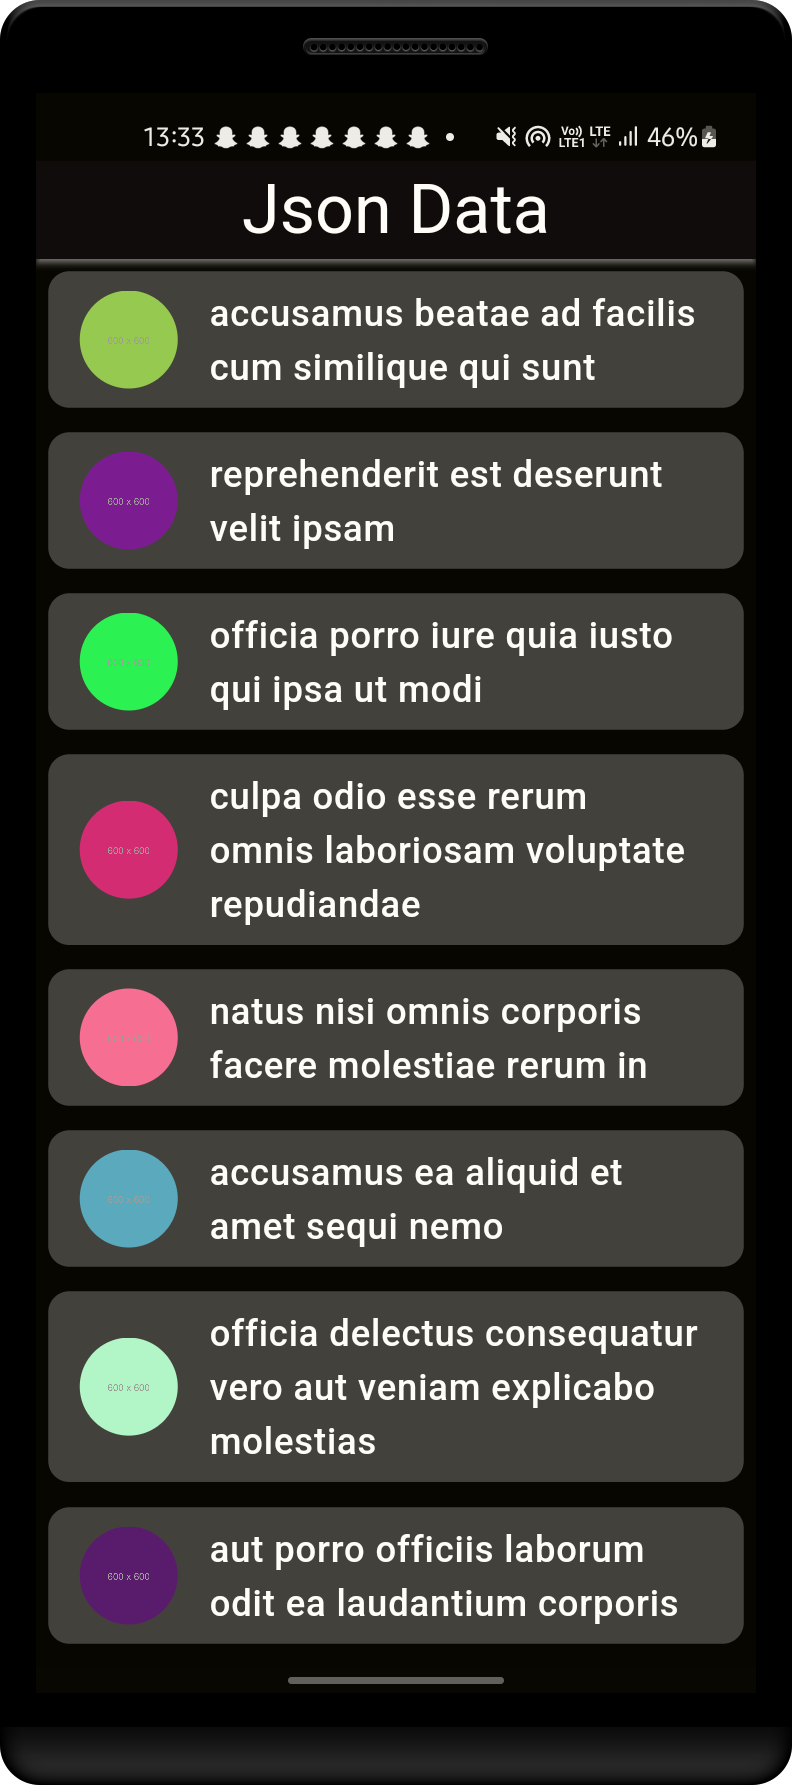 13:33 Vo)) LTE1 LTE 46%
Json Data
600 x 600
accusamus beatae ad facilis
cum similique qui sunt
600 x 600
reprehenderit est deserunt
velit ipsam
officia porro iure quia iusto
qui ipsa ut modi
600 x 600
culpa odio esse rerum
omnis laboriosam voluptate
repudiandae
natus nisi omnis corporis
facere molestiae rerum in
600 x 600
accusamus ea aliquid et
amet sequi nemo
600 x 600
officia delectus consequatur
vero aut veniam explicabo
molestias
600 x 600
aut porro officiis laborum
odit ea laudantium corporis